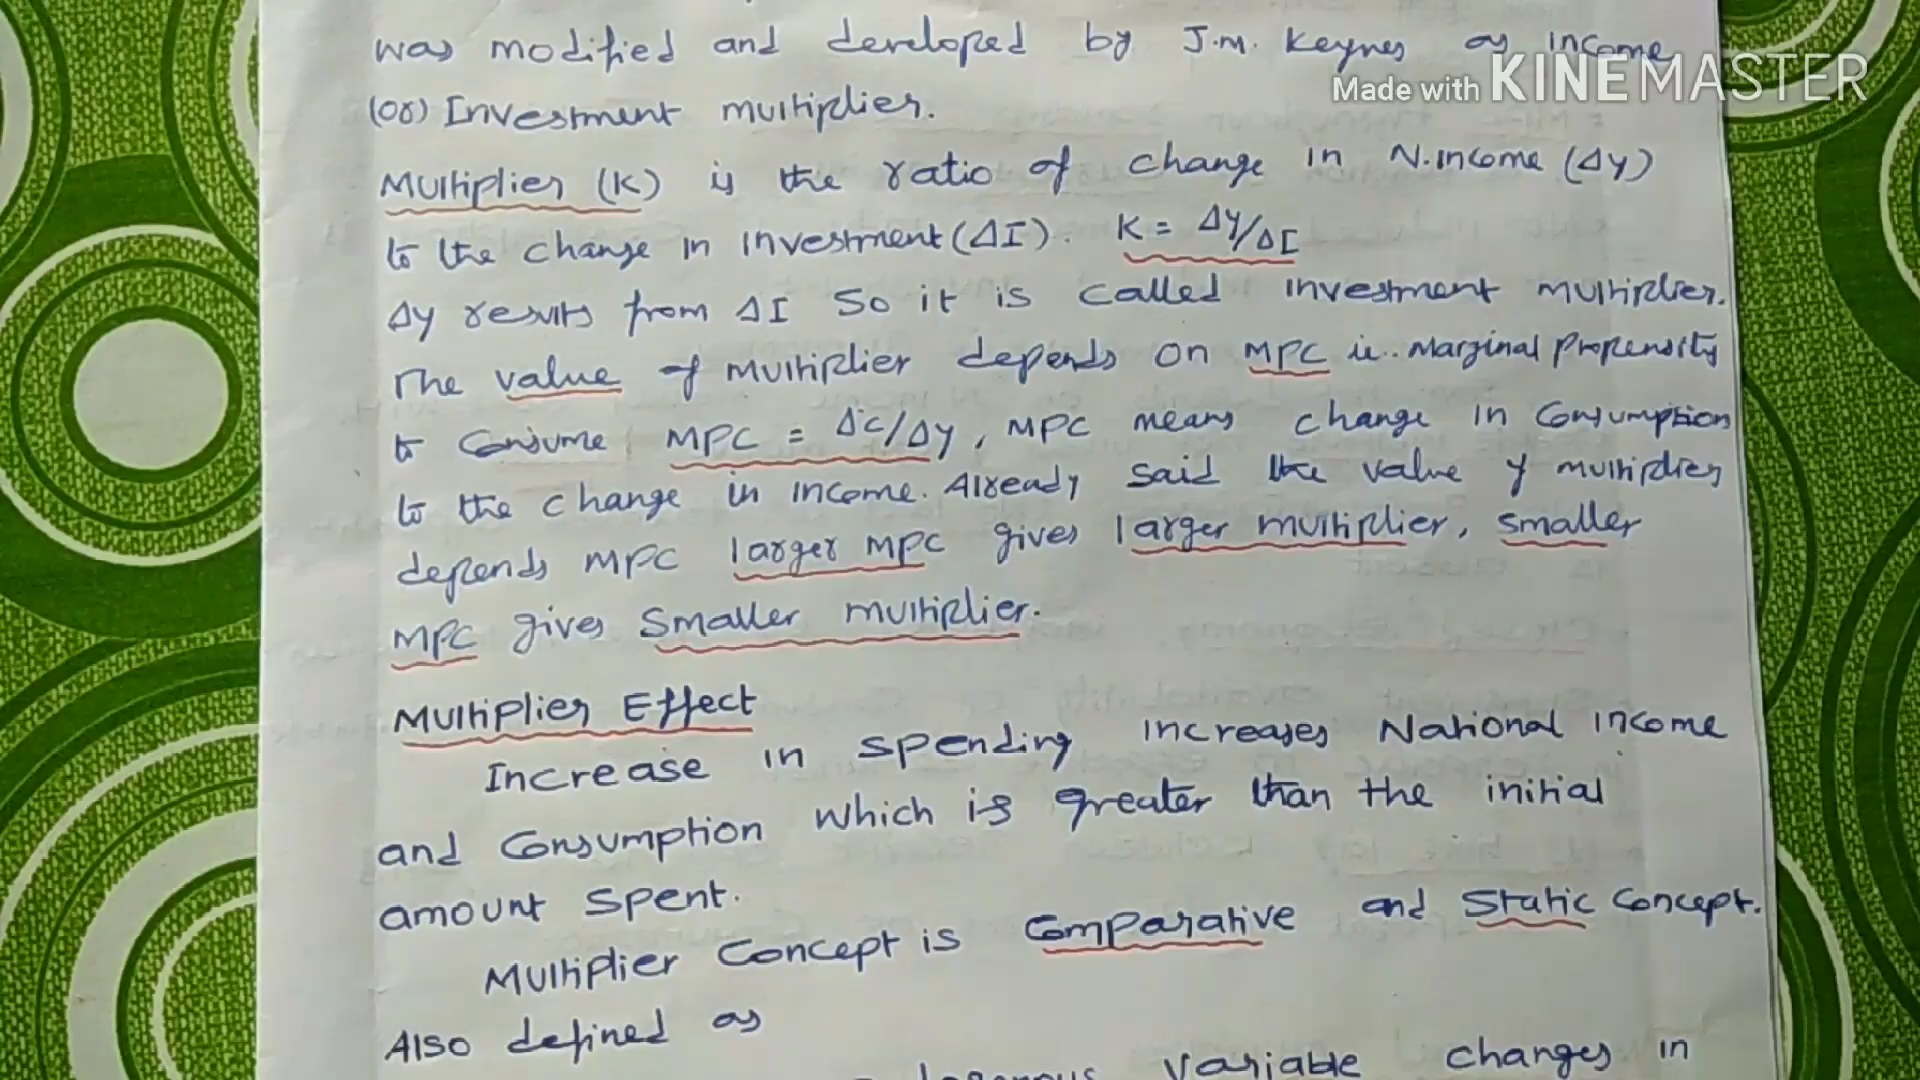 was modified and developed by J.M. Keynes as income
Made with KINEMASTER
(or) Investment multiplier.
Multiplier (K) is the ratio of change in N.income (Δy)
to the change in investment (ΔI). K = Δy/ΔI
Δy results from ΔI So it is called investment multiplier.
The value of multiplier depends on MPC ie.. Marginal Propensity
to Consume MPC = Δc/Δy, MPC means change in Consumption
to the change in income. Already said the value of multiplier
depends MPC larger MPC gives larger multiplier, smaller
MPC gives smaller multiplier.
Multiplier Effect
Increase in spending increases National income
and Consumption which is greater than the initial
amount spent.
Multiplier Concept is Comparative and Static Concept.
Also defined as
variable changes in